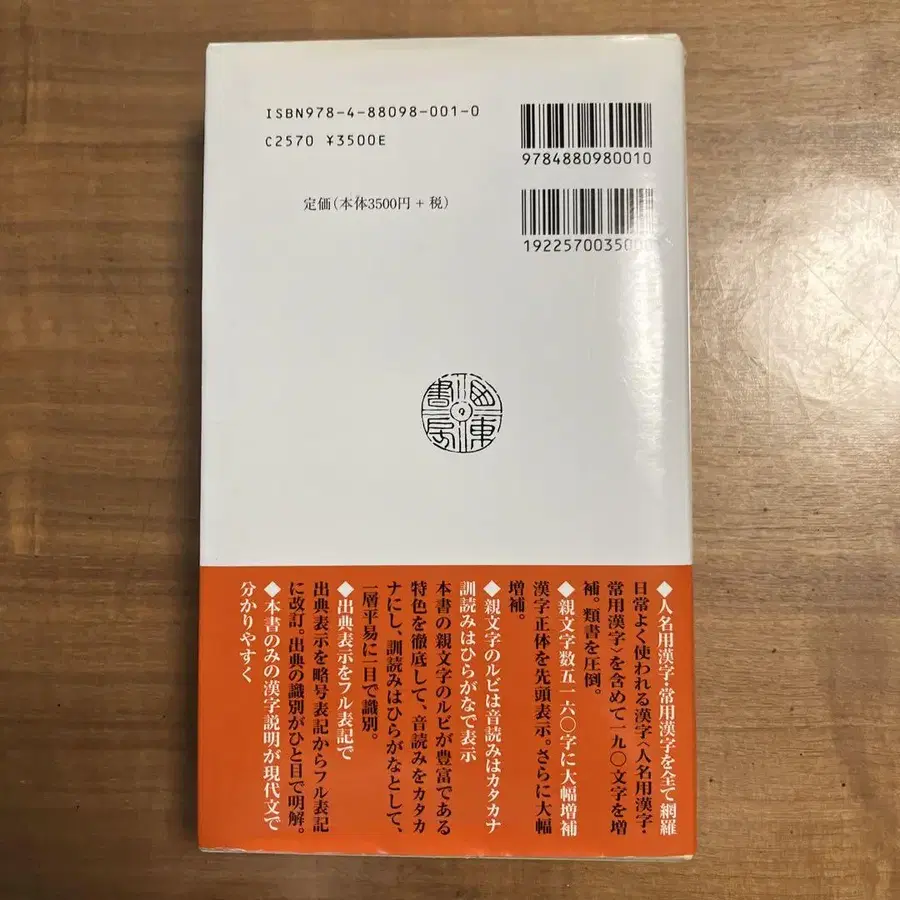 ISBN978-4-88098-001-0
C2570 ¥3500E
9784880980010
定価(本体3500円+税)
1922570035000
西東書房
◆人名用漢字・常用漢字を全て網羅
日常よく使われる漢字〈人名用漢字・
常用漢字〉を含めて一九〇文字を増
補。類書を圧倒。
◆親文字数五一六〇字に大幅増補
漢字正体を先頭表示。さらに大幅
増補。
◆親文字のルビは音読みはカタカナ
訓読みはひらがなで表示
本書の親文字のルビが豊富である
特色を徹底して、音読みをカタカ
ナにし、訓読みはひらがなとして、
一層平易に一目で識別。
◆出典表示をフル表記で
出典表示を略号表記からフル表記
に改訂。出典の識別がひと目で明解。
◆本書のみの漢字説明が現代文で
分かりやすく